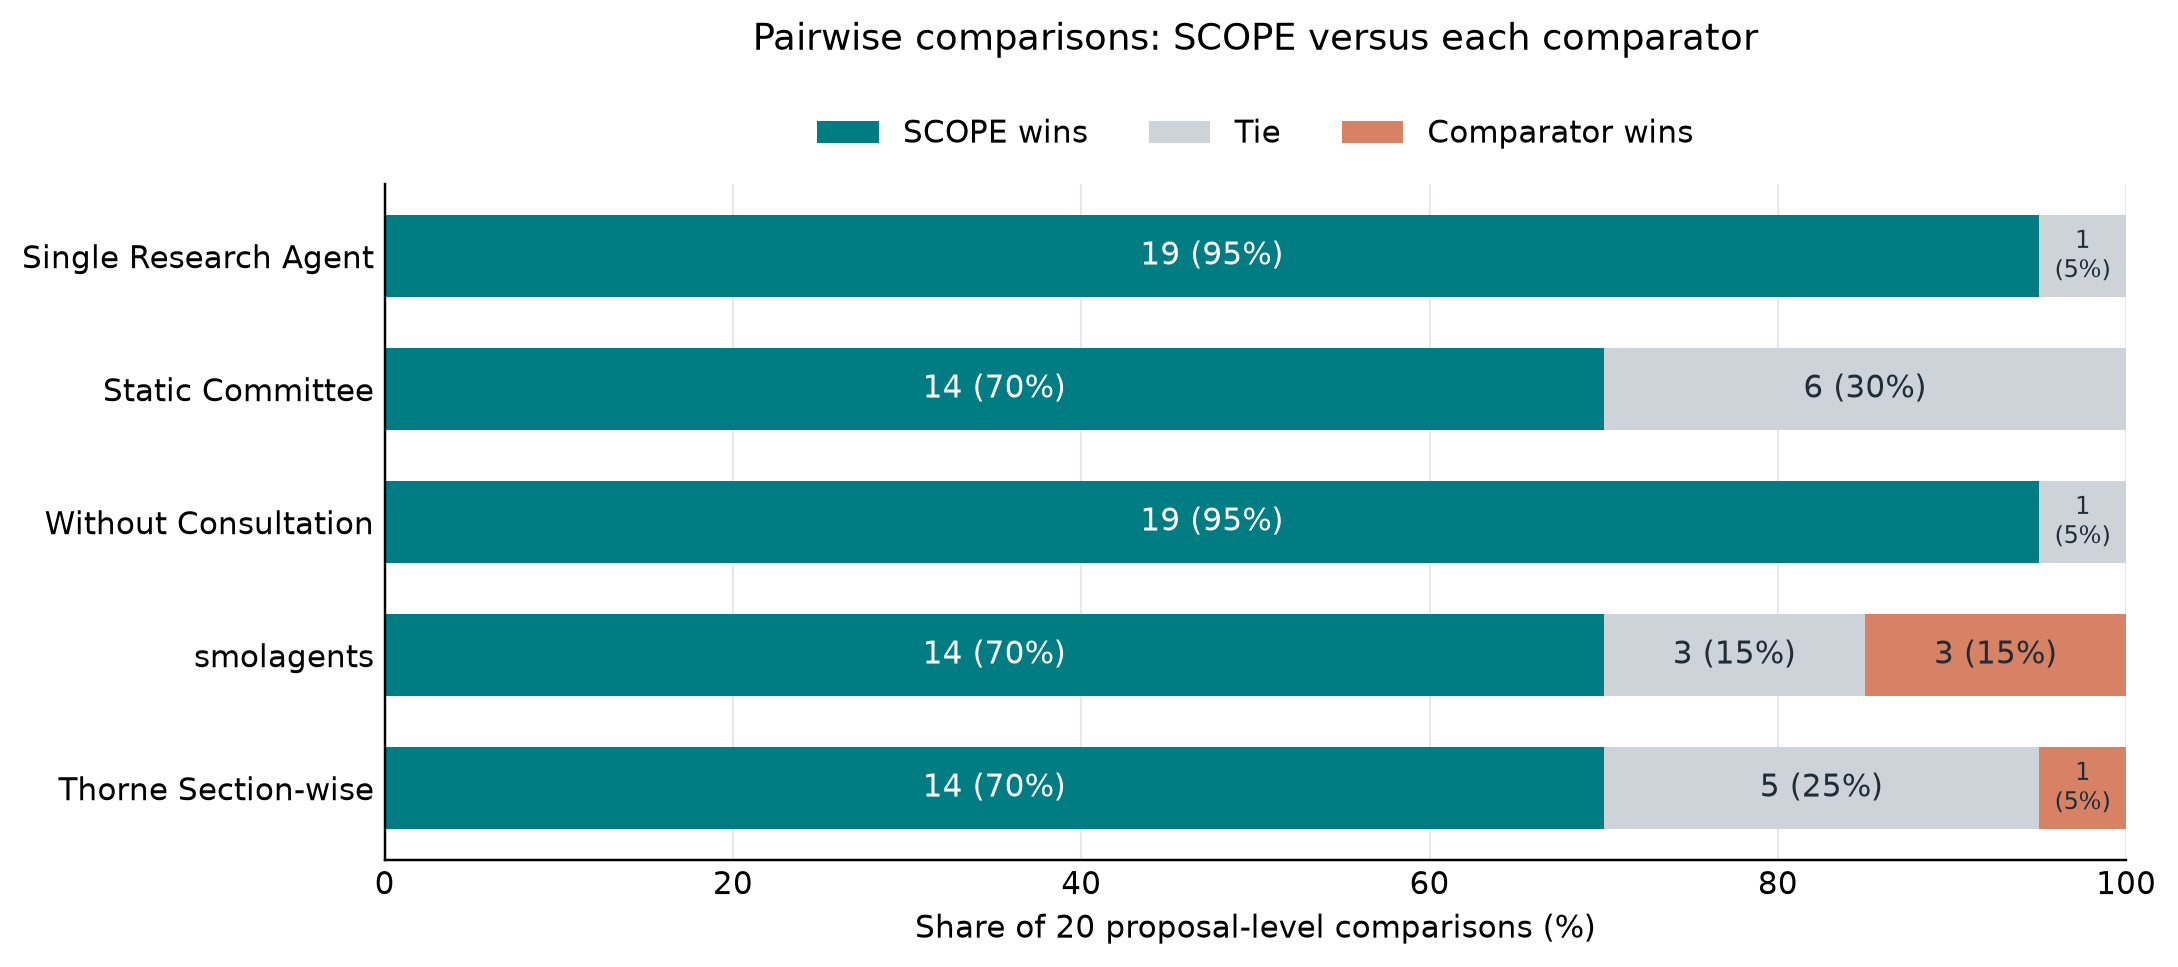 Pairwise comparisons: SCOPE versus each comparator
SCOPE wins
Tie
Comparator wins
Single Research Agent
19 (95%)
1
(5%)
Static Committee
14 (70%)
6 (30%)
Without Consultation
19 (95%)
1
(5%)
smolagents
14 (70%)
3 (15%)
3 (15%)
Thorne Section-wise
14 (70%)
5 (25%)
1
(5%)
0
20
40
60
80
100
Share of 20 proposal-level comparisons (%)